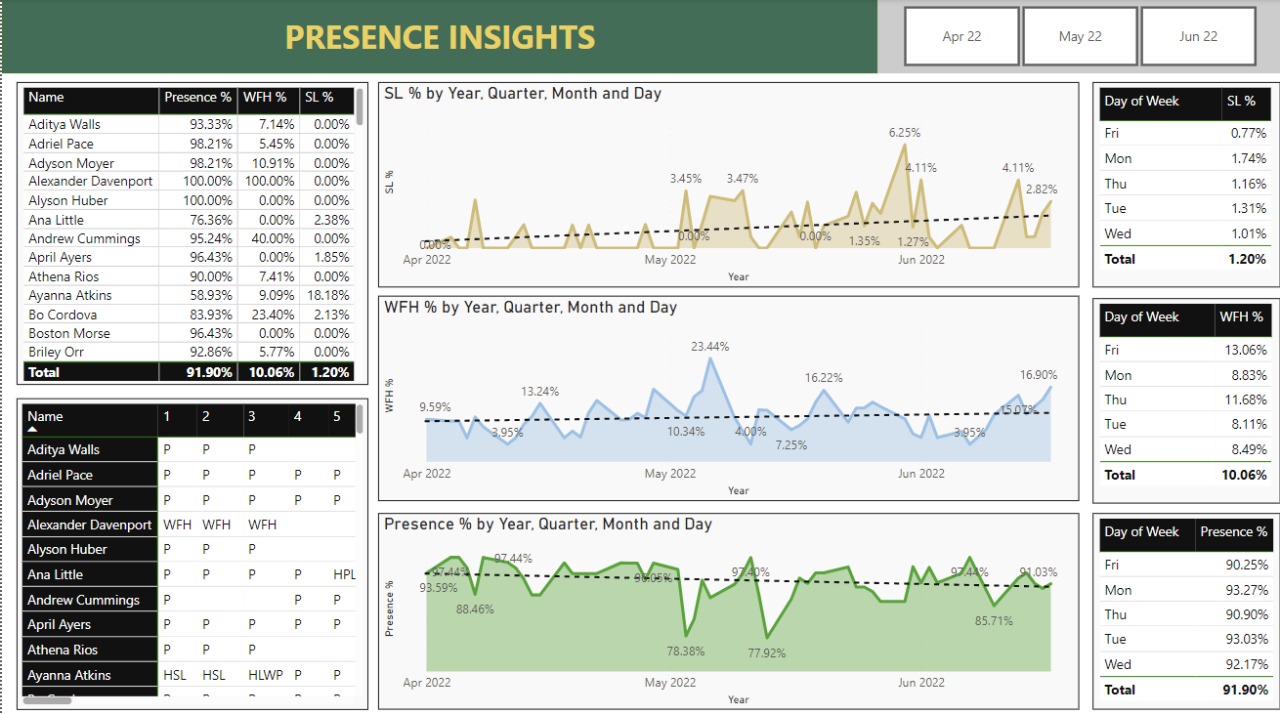 PRESENCE INSIGHTS
Apr 22
May 22
Jun 22
Name Presence % WFH % SL %
Aditya Walls 93.33% 7.14% 0.00%
Adriel Pace 98.21% 5.45% 0.00%
Adyson Moyer 98.21% 10.91% 0.00%
Alexander Davenport 100.00% 100.00% 0.00%
Alyson Huber 100.00% 0.00% 0.00%
Ana Little 76.36% 0.00% 2.38%
Andrew Cummings 95.24% 40.00% 0.00%
April Ayers 96.43% 0.00% 1.85%
Athena Rios 90.00% 7.41% 0.00%
Ayanna Atkins 58.93% 9.09% 18.18%
Bo Cordova 83.93% 23.40% 2.13%
Boston Morse 96.43% 0.00% 0.00%
Briley Orr 92.86% 5.77% 0.00%
Total 91.90% 10.06% 1.20%
Name 1 2 3 4 5
Aditya Walls P P P
Adriel Pace P P P P P
Adyson Moyer P P P P P
Alexander Davenport WFH WFH WFH
Alyson Huber P P P
Ana Little P P P P HPL
Andrew Cummings P P P P
April Ayers P P P P P
Athena Rios P P P
Ayanna Atkins HSL HSL HLWP P P
SL % by Year, Quarter, Month and Day
SL %
6.25%
4.11%
4.11%
3.45%
3.47%
2.82%
0.00%
0.00%
0.00%
1.35%
1.27%
Apr 2022
May 2022
Jun 2022
Year
WFH % by Year, Quarter, Month and Day
WFH %
23.44%
16.22%
16.90%
13.24%
9.59%
15.07%
3.95%
10.34%
4.00%
7.25%
3.95%
Apr 2022
May 2022
Jun 2022
Year
Presence % by Year, Quarter, Month and Day
Presence %
97.44%
97.44%
96.05%
97.40%
97.44%
91.03%
93.59%
88.46%
85.71%
78.38%
77.92%
Apr 2022
May 2022
Jun 2022
Year
Day of Week SL %
Fri 0.77%
Mon 1.74%
Thu 1.16%
Tue 1.31%
Wed 1.01%
Total 1.20%
Day of Week WFH %
Fri 13.06%
Mon 8.83%
Thu 11.68%
Tue 8.11%
Wed 8.49%
Total 10.06%
Day of Week Presence %
Fri 90.25%
Mon 93.27%
Thu 90.90%
Tue 93.03%
Wed 92.17%
Total 91.90%